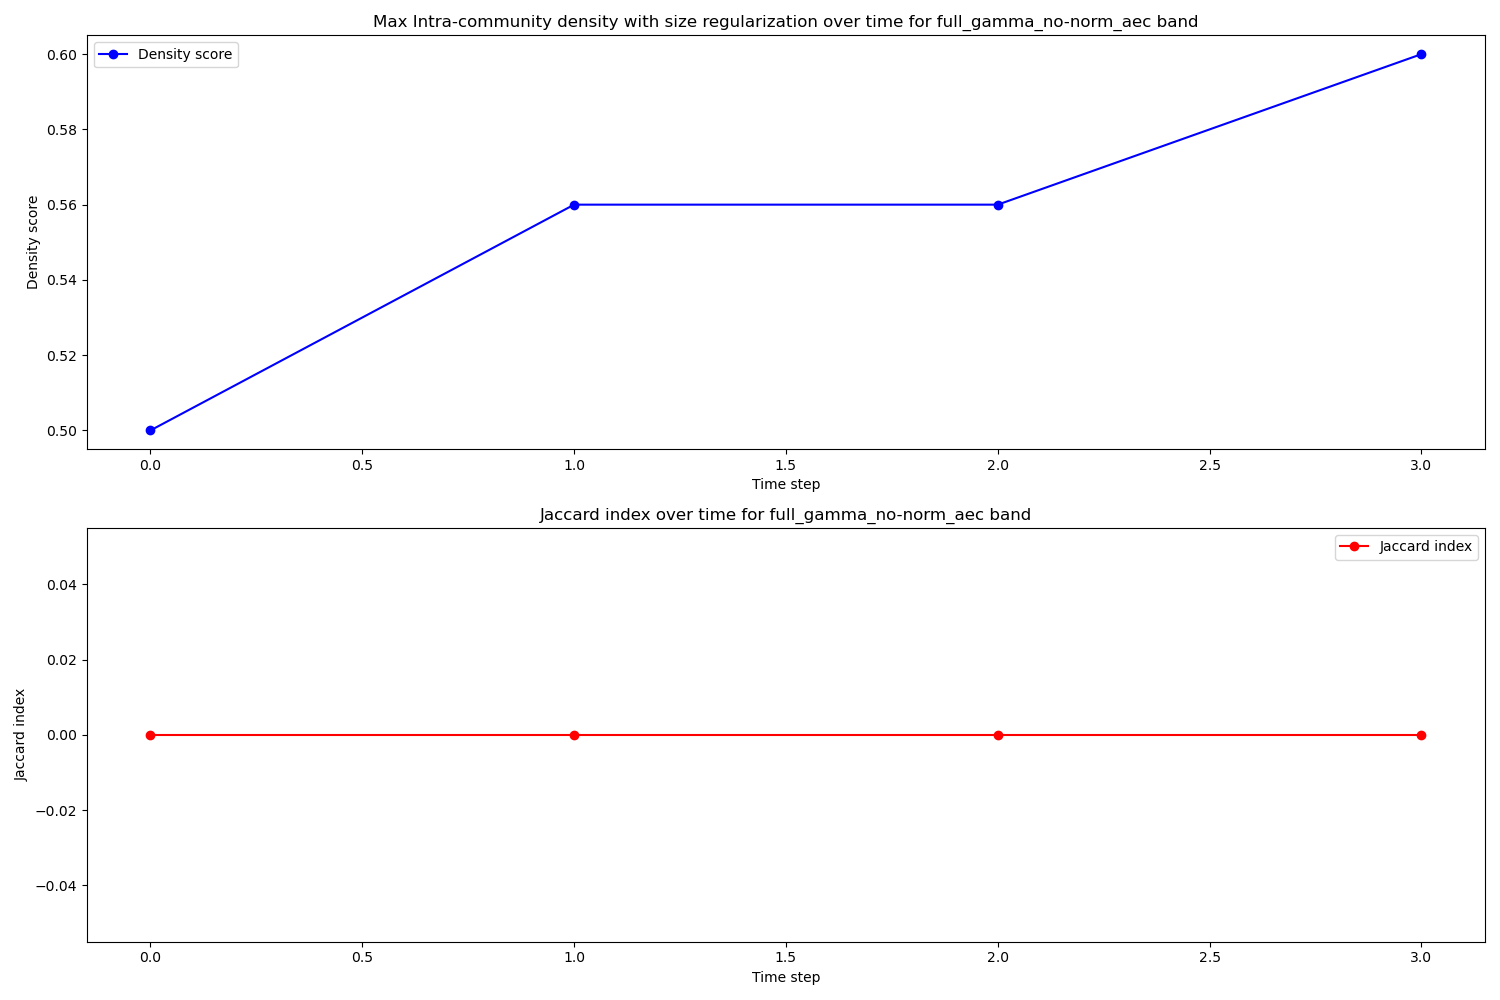 Max Intra-community density with size regularization over time for full_gamma_no-norm_aec band
Density score
0.60
0.58
0.56
0.54
0.52
0.50
Density score
0.0 0.5 1.0 1.5 2.0 2.5 3.0
Time step
Jaccard index over time for full_gamma_no-norm_aec band
Jaccard index
0.04
0.02
0.00
−0.02
−0.04
Jaccard index
0.0 0.5 1.0 1.5 2.0 2.5 3.0
Time step